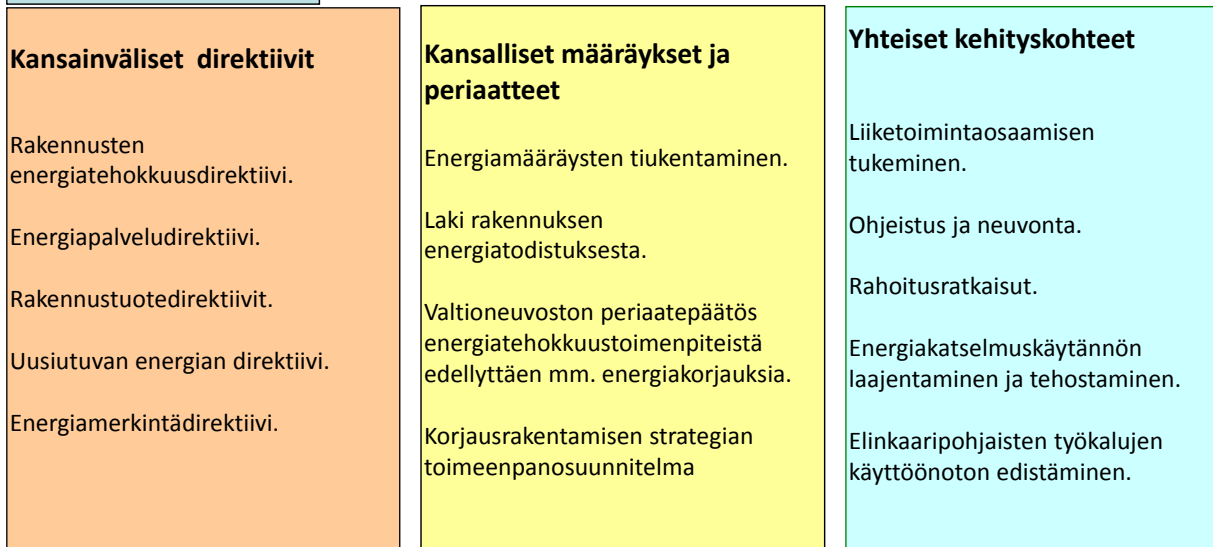 Kansainväliset direktiivit
Rakennusten
energiatehokkuusdirektiivi.
Energiapalveludirektiivi.
Rakennustuotedirektiivit.
Uusiutuvan energian direktiivi.
Energiamerkintädirektiivi.
Kansalliset määräykset ja
periaatteet
Energiamääräysten tiukentaminen.
Laki rakennuksen
energiatodistuksesta.
Valtioneuvoston periaatepäätös
energiatehokkuustoimenpiteistä
edellyttäen mm. energiakorjauksia.
Korjausrakentamisen strategian
toimeenpanosuunnitelma
Yhteiset kehityskohteet
Liiketoimintaosaamisen
tukeminen.
Ohjeistus ja neuvonta.
Rahoitusratkaisut.
Energiakatselmuskäytännön
laajentaminen ja tehostaminen.
Elinkaaripohjaisten työkalujen
käyttöönoton edistäminen.